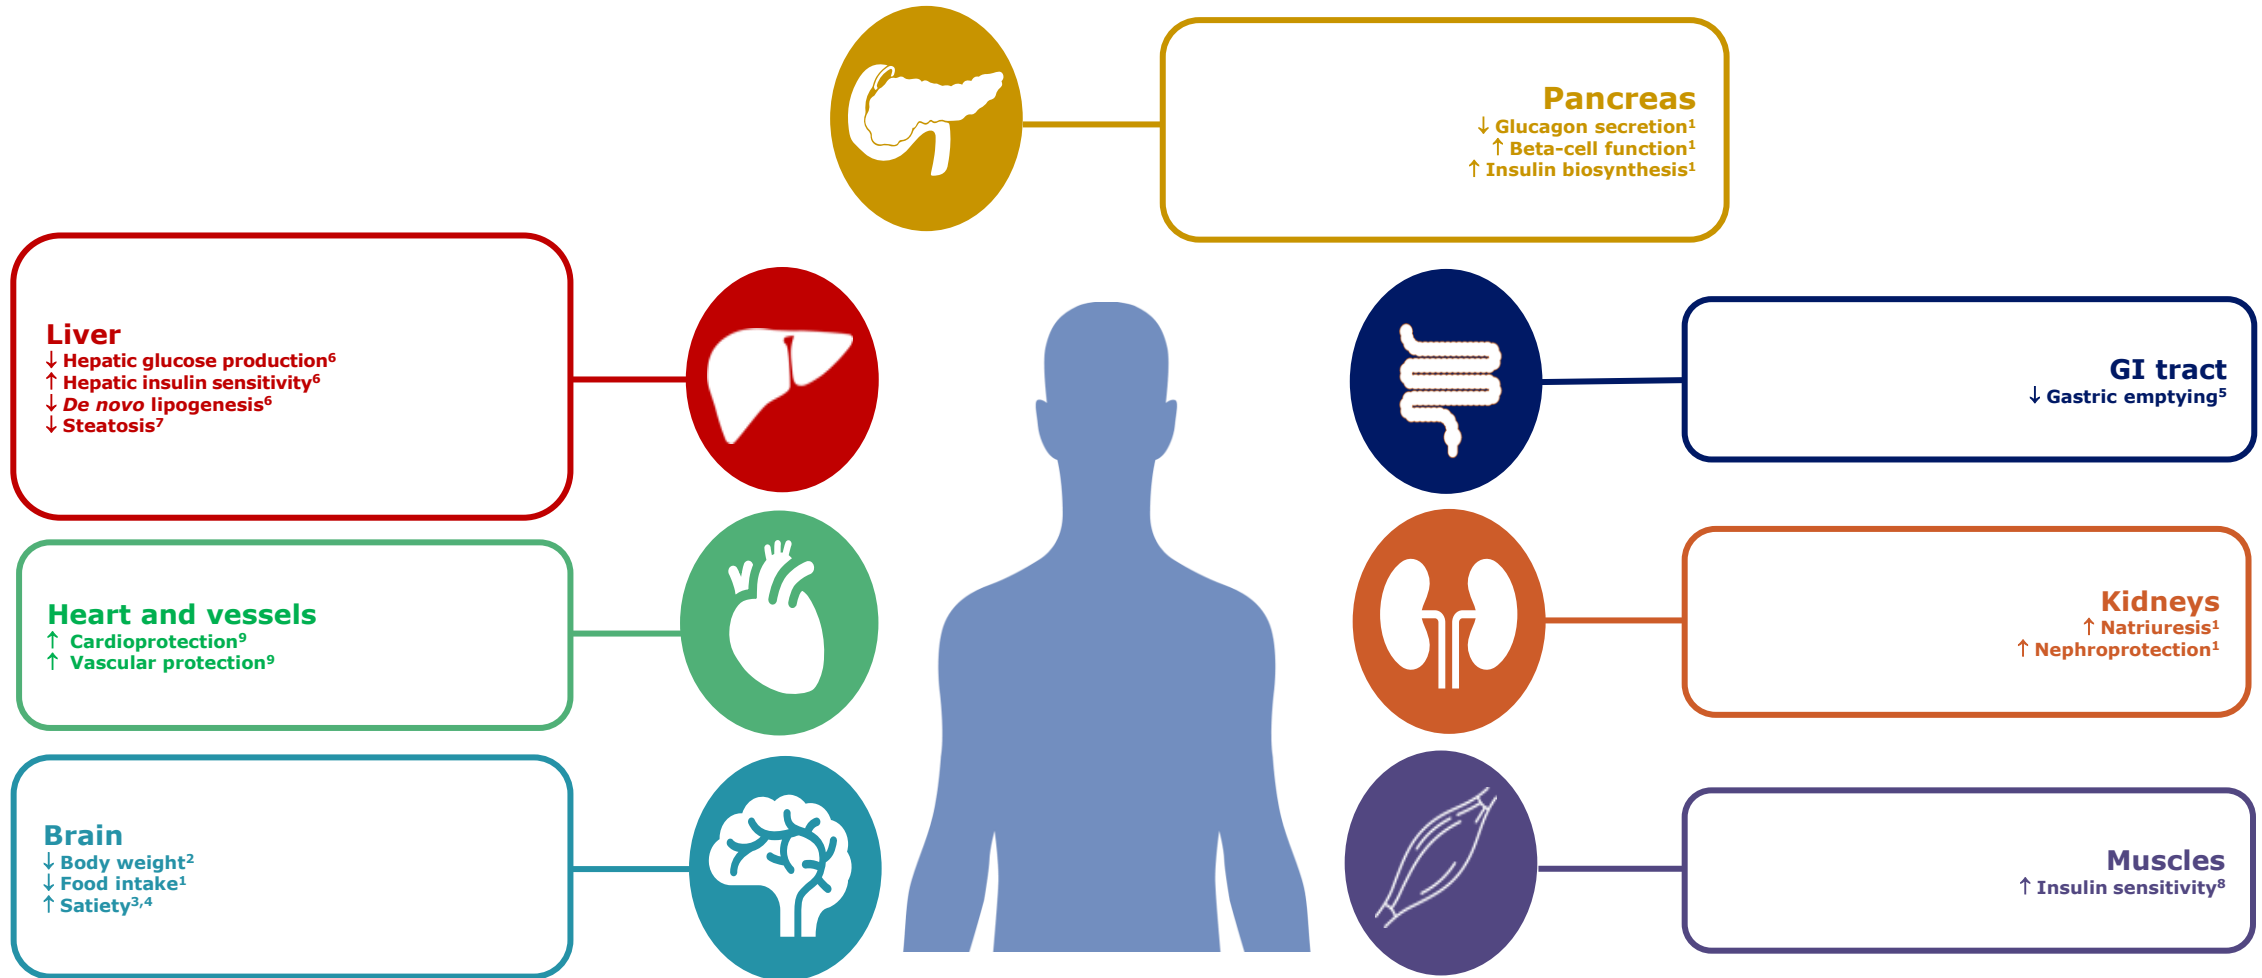 Pancreas
↓ Glucagon secretion¹
↑ Beta-cell function¹
↑ Insulin biosynthesis¹
Liver
↓ Hepatic glucose production⁶
↑ Hepatic insulin sensitivity⁶
↓ De novo lipogenesis⁶
↓ Steatosis⁷
GI tract
↓ Gastric emptying⁵
Heart and vessels
↑ Cardioprotection⁹
↑ Vascular protection⁹
Kidneys
↑ Natriuresis¹
↑ Nephroprotection¹
Brain
↓ Body weight²
↓ Food intake¹
↑ Satiety³,⁴
Muscles
↑ Insulin sensitivity⁸